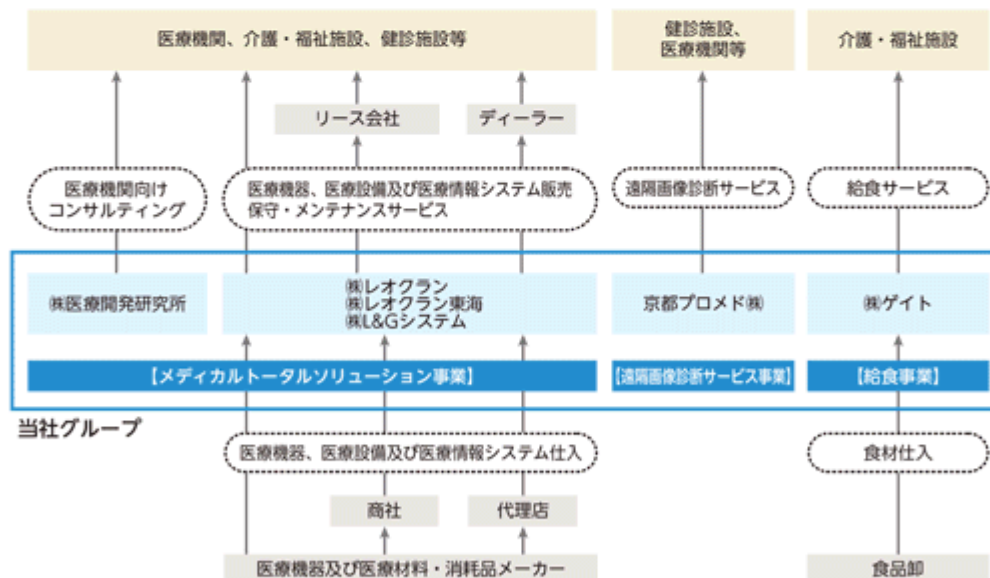 医療機関、介護・福祉施設、健診施設等
健診施設、
医療機関等
介護・福祉施設
リース会社
ディーラー
医療機関向け
コンサルティング
医療機器、医療設備及び医療情報システム販売
保守・メンテナンスサービス
遠隔画像診断サービス
給食サービス
㈱医療開発研究所
㈱レオクラン
㈱レオクラン東海
㈱L&Gシステム
京都プロメド㈱
㈱ゲイト
【メディカルトータルソリューション事業】
【遠隔画像診断サービス事業】
【給食事業】
当社グループ
医療機器、医療設備及び医療情報システム仕入
食材仕入
商社
代理店
医療機器及び医療材料・消耗品メーカー
食品卸